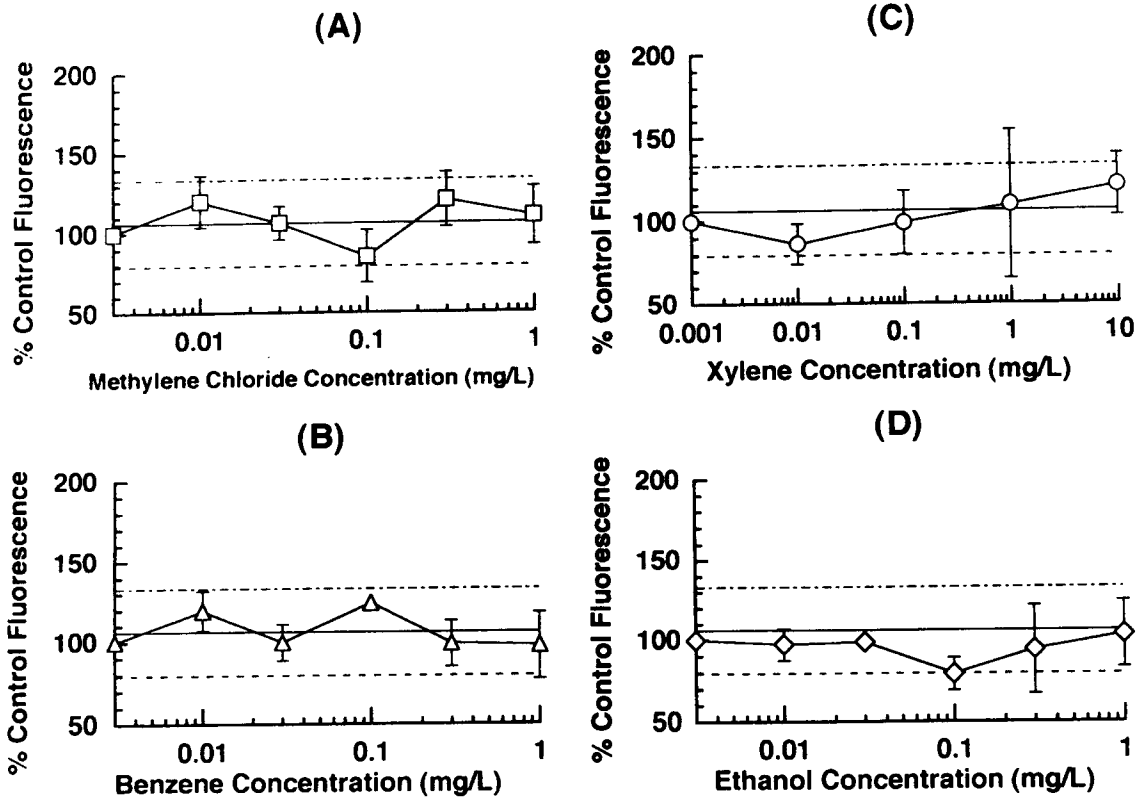 (A)
% Control Fluorescence
200
150
100
50
0.01
0.1
1
Methylene Chloride Concentration (mg/L)
(C)
% Control Fluorescence
200
150
100
50
0.001
0.01
0.1
1
10
Xylene Concentration (mg/L)
(B)
% Control Fluorescence
200
150
100
50
0.01
0.1
1
Benzene Concentration (mg/L)
(D)
% Control Fluorescence
200
150
100
50
0.01
0.1
1
Ethanol Concentration (mg/L)